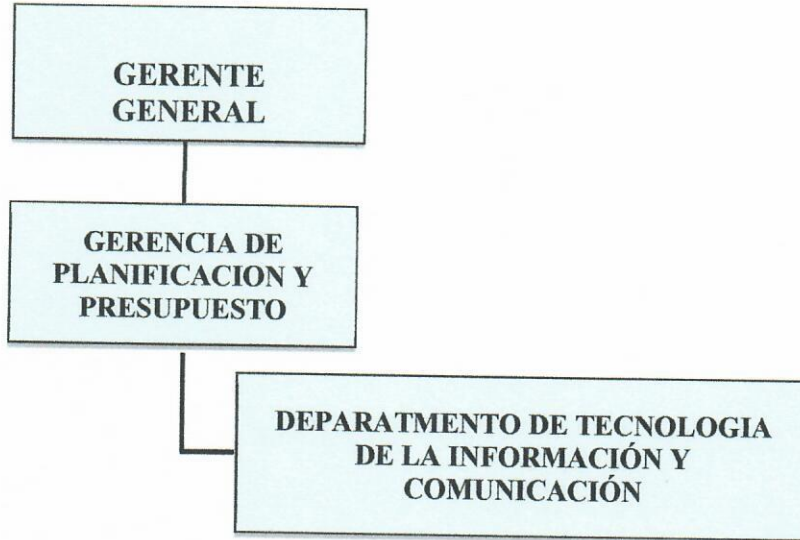 GERENTE
GENERAL
GERENCIA DE
PLANIFICACION Y
PRESUPUESTO
DEPARATMENTO DE TECNOLOGIA
DE LA INFORMACIÓN Y
COMUNICACIÓN